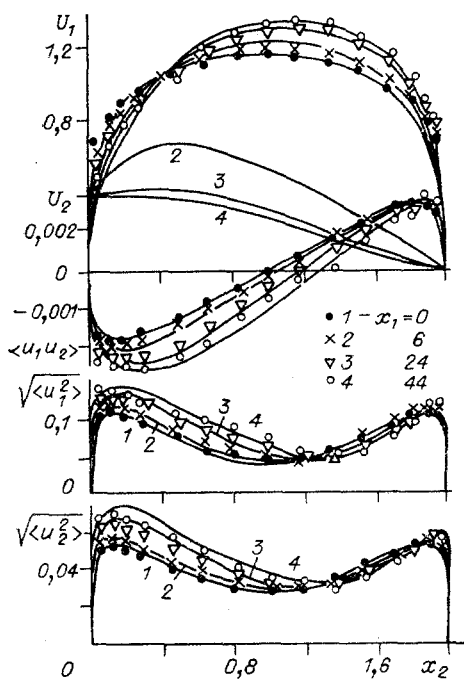 U₁
1,2
0,8
U₂
0,002
0
-0,001
<u₁u₂>
2
3
4
● 1 – x₁=0
× 2 6
▽ 3 24
○ 4 44
√<u₁²>
0,1
0
1
2
3
4
√<u₂²>
0,04
0
1
2
3
4
0,8
1,6
x₂